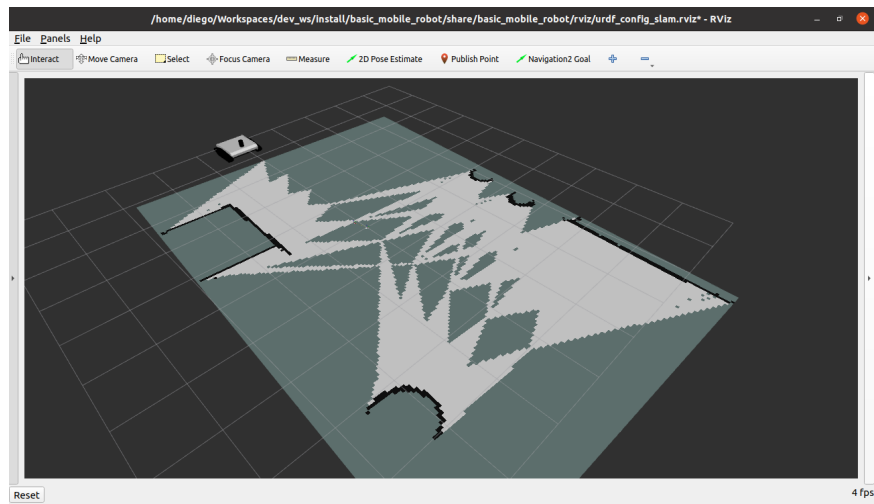 /home/diego/Workspaces/dev_ws/install/basic_mobile_robot/share/basic_mobile_robot/rviz/urdf_config_slam.rviz* - RViz
File Panels Help
Interact Move Camera Select Focus Camera Measure 2D Pose Estimate Publish Point Navigation2 Goal
Reset 4 fps